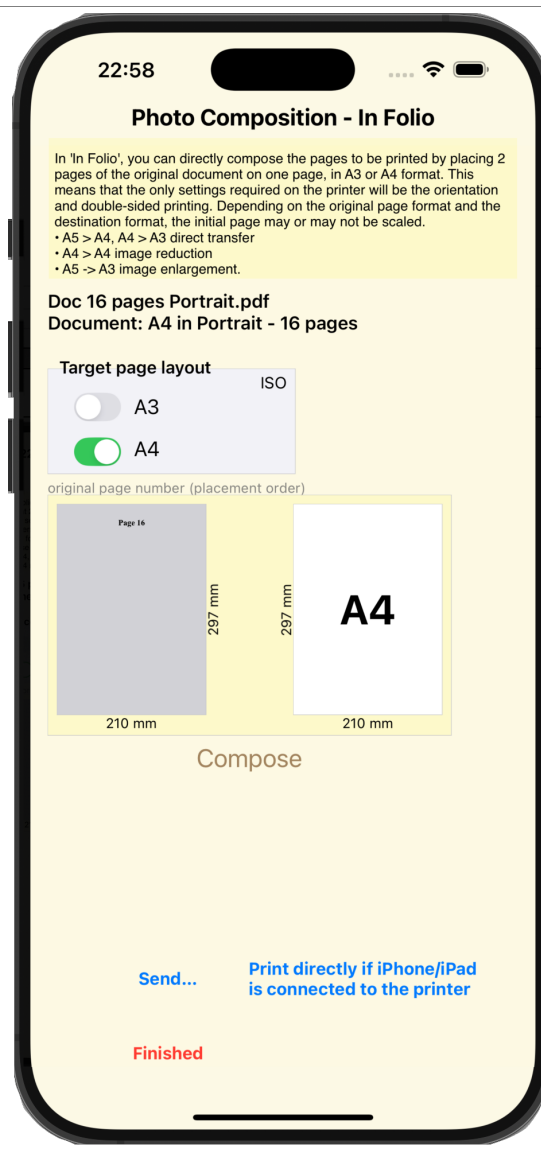 22:58
Photo Composition - In Folio
In 'In Folio', you can directly compose the pages to be printed by placing 2
pages of the original document on one page, in A3 or A4 format. This
means that the only settings required on the printer will be the orientation
and double-sided printing. Depending on the original page format and the
destination format, the initial page may or may not be scaled.
• A5 > A4, A4 > A3 direct transfer
• A4 > A4 image reduction
• A5 -> A3 image enlargement.
Doc 16 pages Portrait.pdf
Document: A4 in Portrait - 16 pages
Target page layout
ISO
A3
A4
original page number (placement order)
Page 16
297 mm
297 mm
A4
210 mm
210 mm
Compose
Send...
Print directly if iPhone/iPad
is connected to the printer
Finished